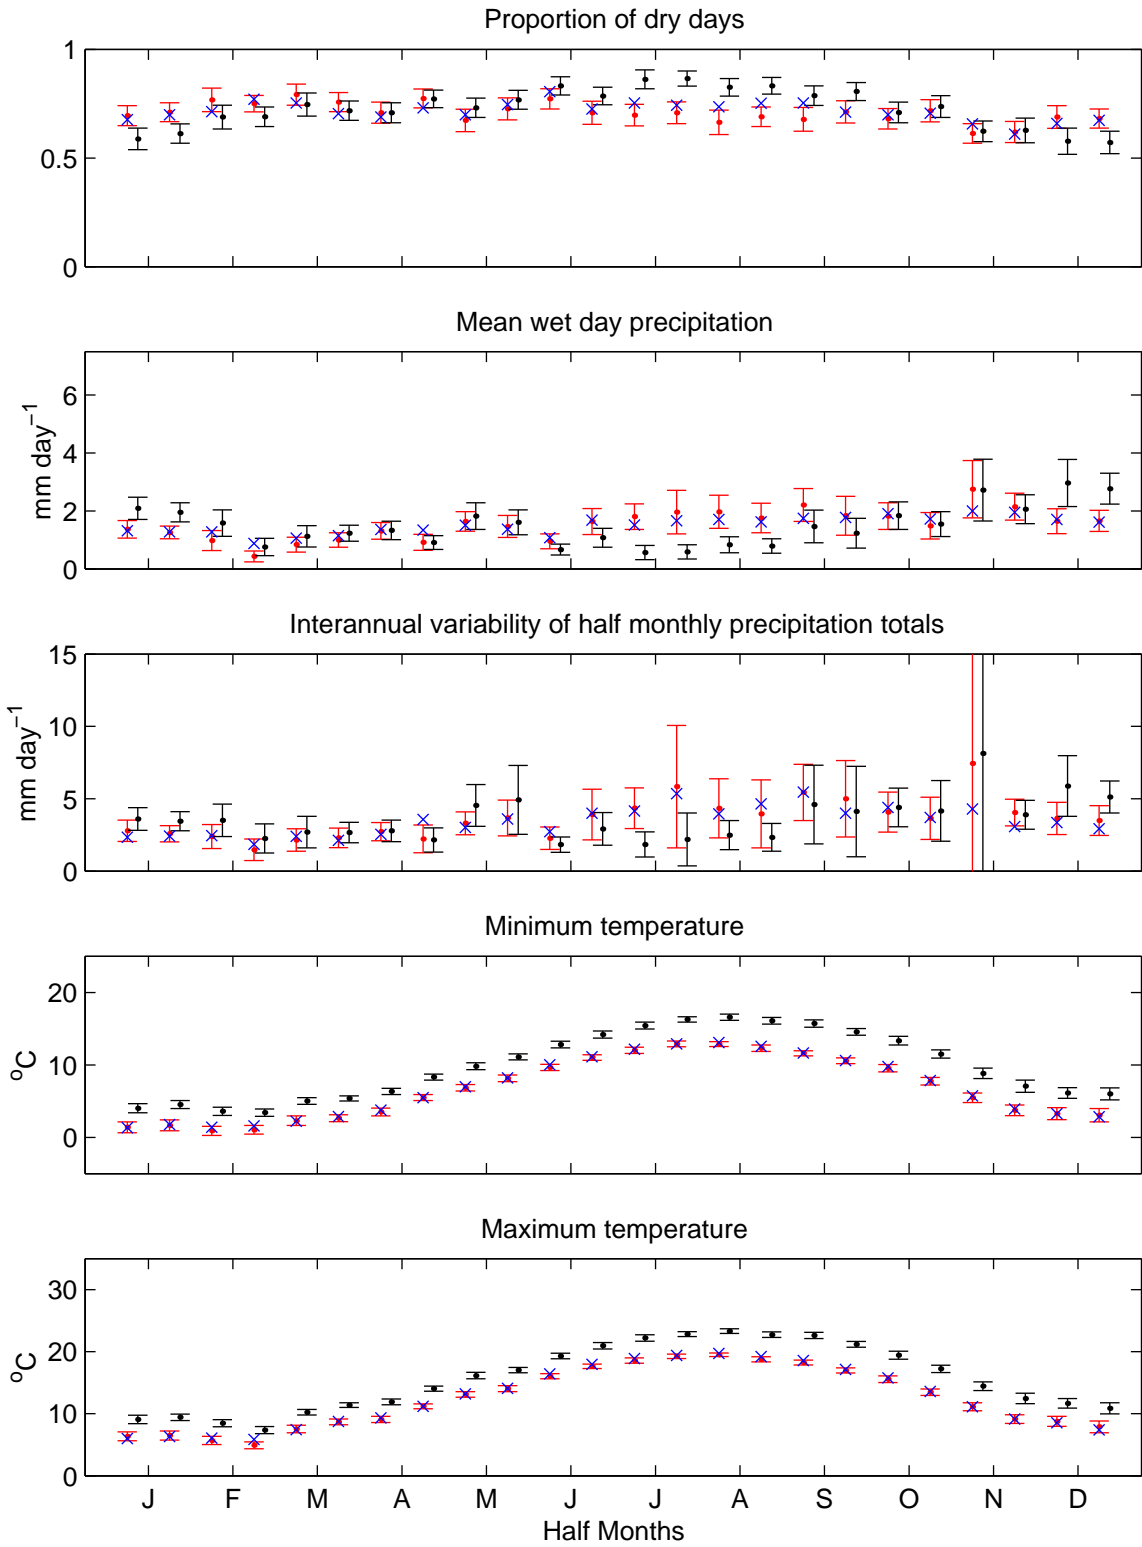 Proportion of dry days
1
0.5
0
Mean wet day precipitation
6
4
2
0
mm day⁻¹
Interannual variability of half monthly precipitation totals
15
10
5
0
mm day⁻¹
Minimum temperature
20
10
0
ºC
Maximum temperature
30
20
10
0
ºC
J F M A M J J A S O N D
Half Months